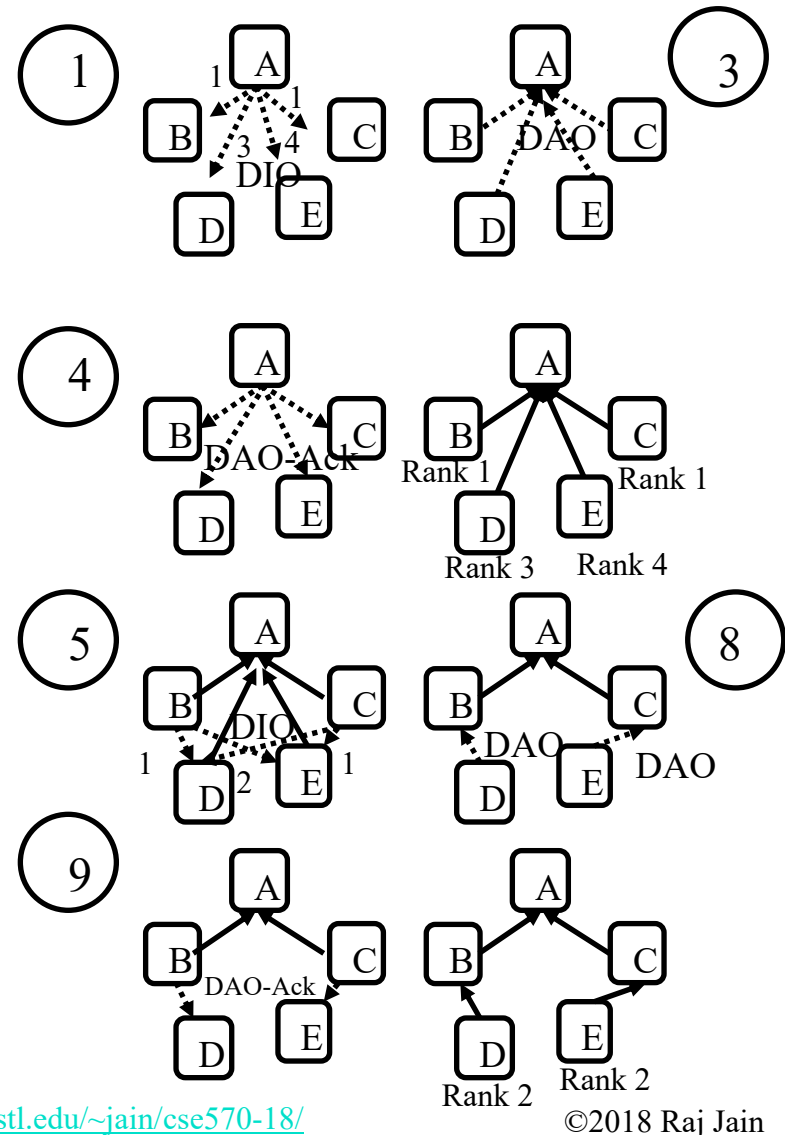 1
A
1
1
B
C
3
4
DIO
D
E
3
A
B
DAO
C
D
E
4
A
B
C
DAO-Ack
D
E
A
B
C
Rank 1
Rank 1
D
E
Rank 3
Rank 4
5
A
B
C
DIO
1
2
1
D
E
8
A
B
C
DAO
DAO
D
E
9
A
B
C
DAO-Ack
D
E
A
B
C
D
E
Rank 2
Rank 2
stl.edu/~jain/cse570-18/
©2018 Raj Jain